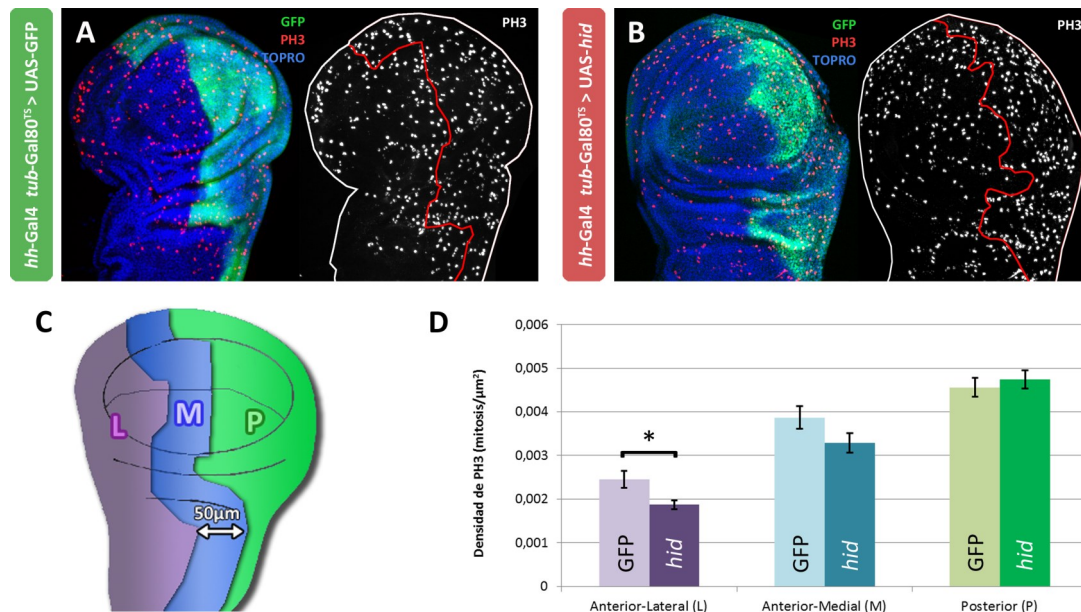 hh-Gal4 tub-Gal80TS > UAS-GFP
A
GFP
PH3
TOPRO
PH3
hh-Gal4 tub-Gal80TS > UAS-hid
B
GFP
PH3
TOPRO
PH3
C
L
M
P
50µm
D
Densidad de PH3 (mitosis/µm²)
0,006
0,005
0,004
0,003
0,002
0,001
0
*
GFP
hid
GFP
hid
GFP
hid
Anterior-Lateral (L)
Anterior-Medial (M)
Posterior (P)